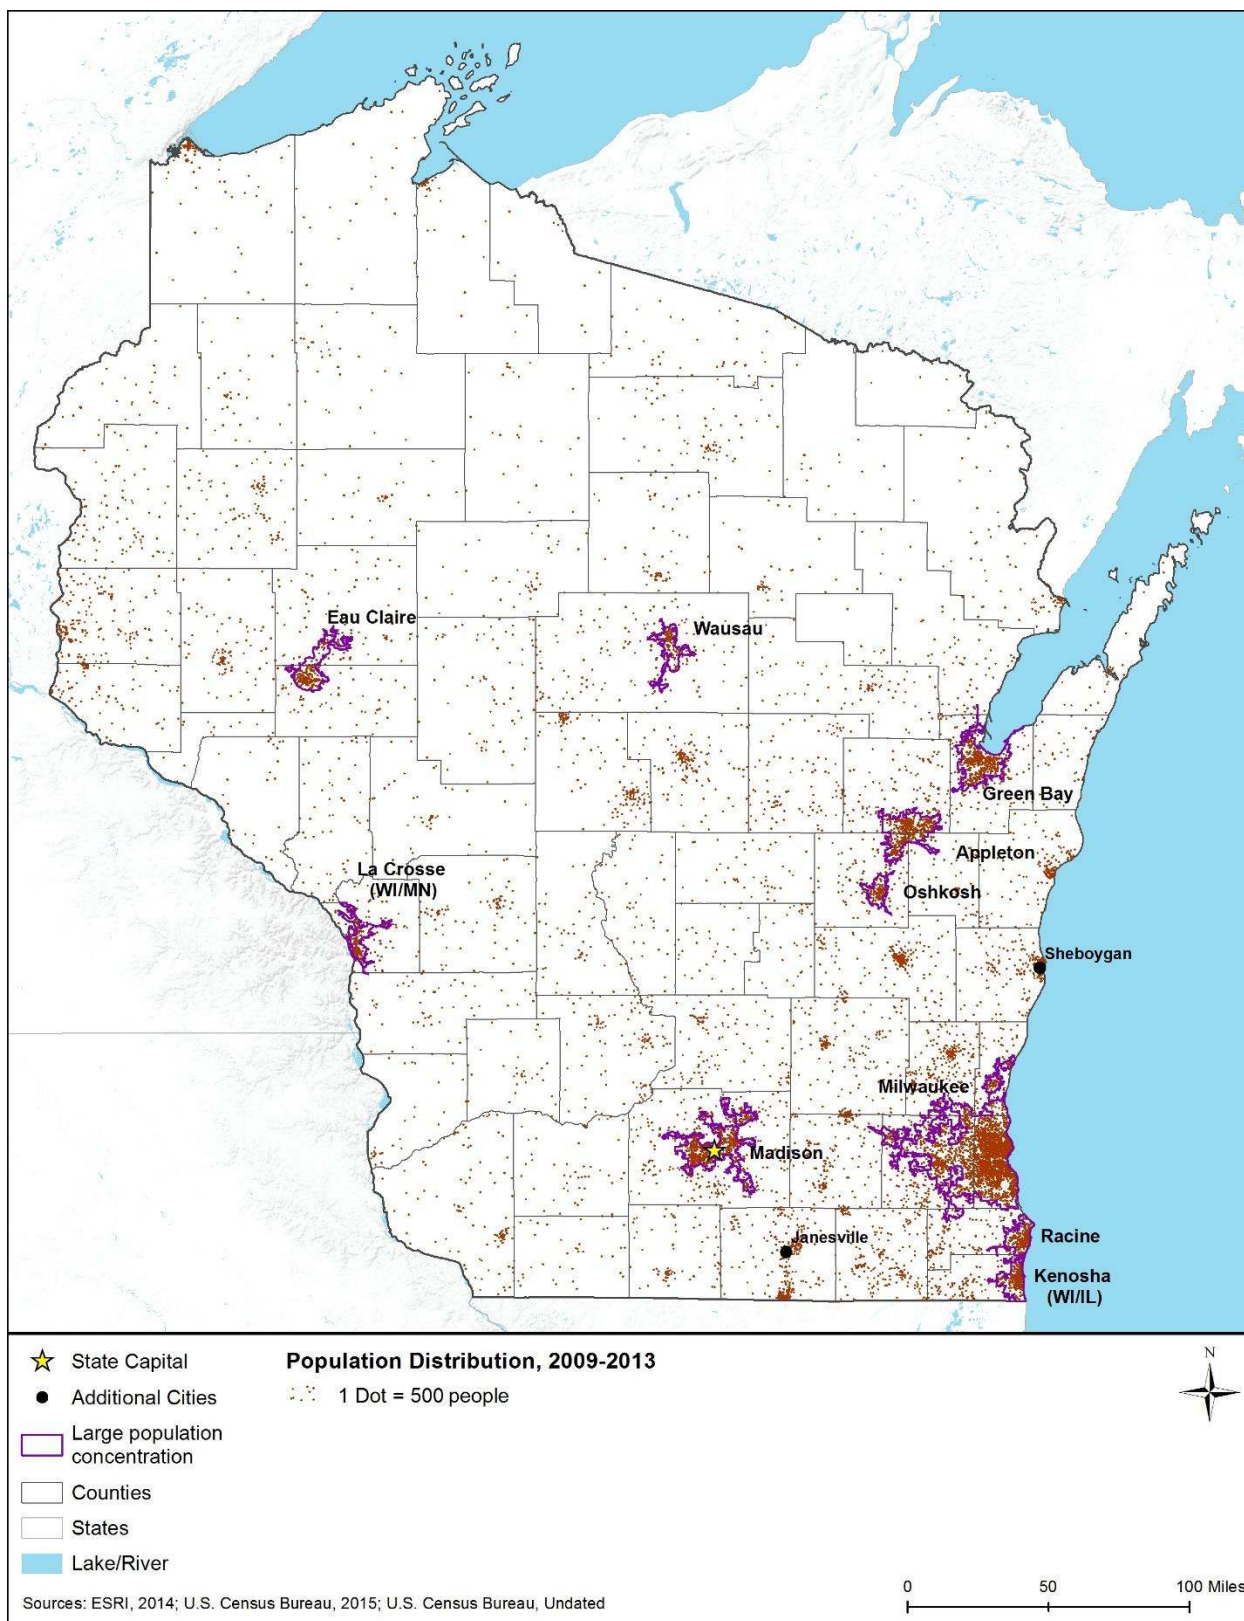 Eau Claire
Wausau
Green Bay
Appleton
La Crosse
(WI/MN)
Oshkosh
Sheboygan
Milwaukee
Madison
Janesville
Racine
Kenosha
(WI/IL)
State Capital
Additional Cities
Large population
concentration
Counties
States
Lake/River
Population Distribution, 2009-2013
1 Dot = 500 people
N
0 50 100 Miles
Sources: ESRI, 2014; U.S. Census Bureau, 2015; U.S. Census Bureau, Undated